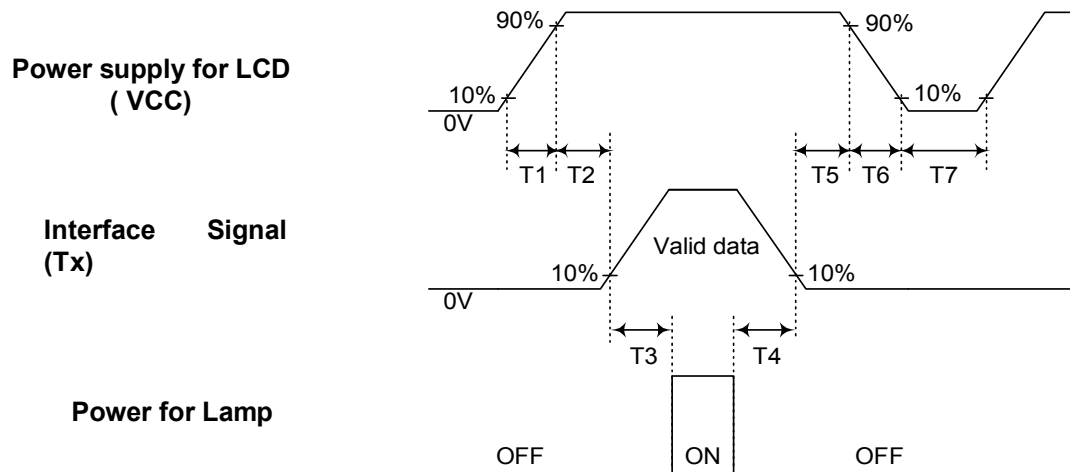 90%
90%
Power supply for LCD
( VCC)
10%
10%
0V
T1
T2
T5
T6
T7
Interface Signal
(Tx)
Valid data
10%
10%
0V
T3
T4
Power for Lamp
OFF
ON
OFF